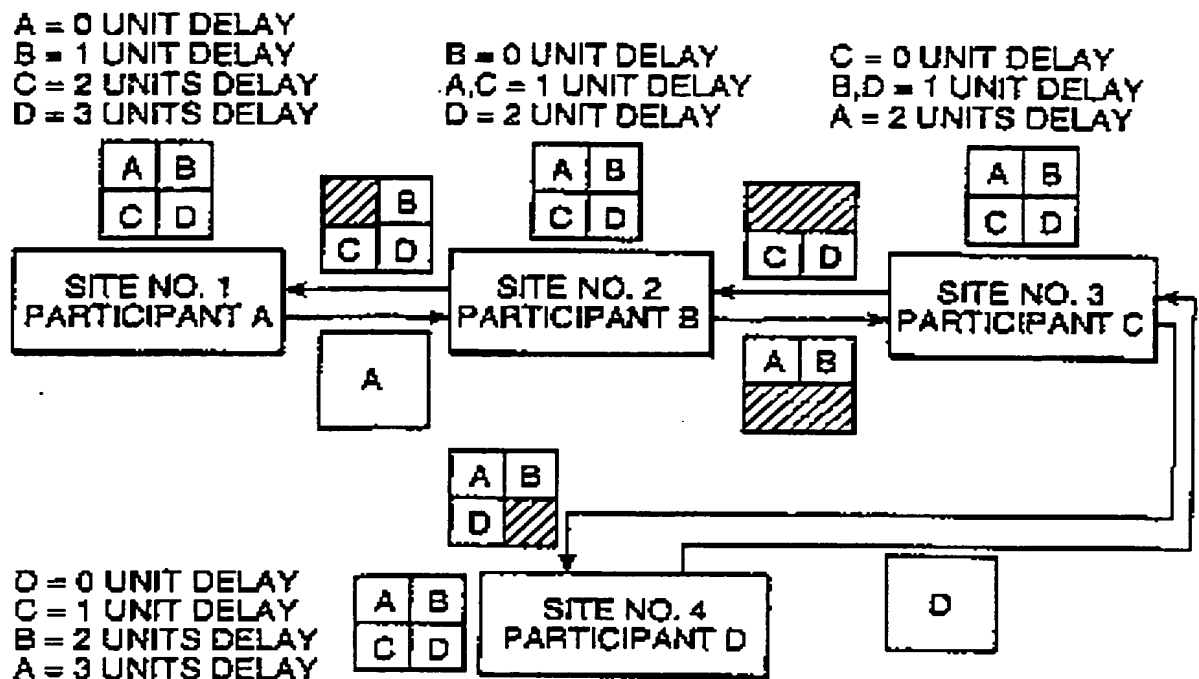 A = 0 UNIT DELAY
B = 1 UNIT DELAY
C = 2 UNITS DELAY
D = 3 UNITS DELAY
B = 0 UNIT DELAY
A,C = 1 UNIT DELAY
D = 2 UNIT DELAY
C = 0 UNIT DELAY
B,D = 1 UNIT DELAY
A = 2 UNITS DELAY
A B
C D
B
C D
A B
C D
C D
A B
C D
SITE NO. 1
PARTICIPANT A
SITE NO. 2
PARTICIPANT B
SITE NO. 3
PARTICIPANT C
A
A B
A B
D
D = 0 UNIT DELAY
C = 1 UNIT DELAY
B = 2 UNITS DELAY
A = 3 UNITS DELAY
A B
C D
SITE NO. 4
PARTICIPANT D
D